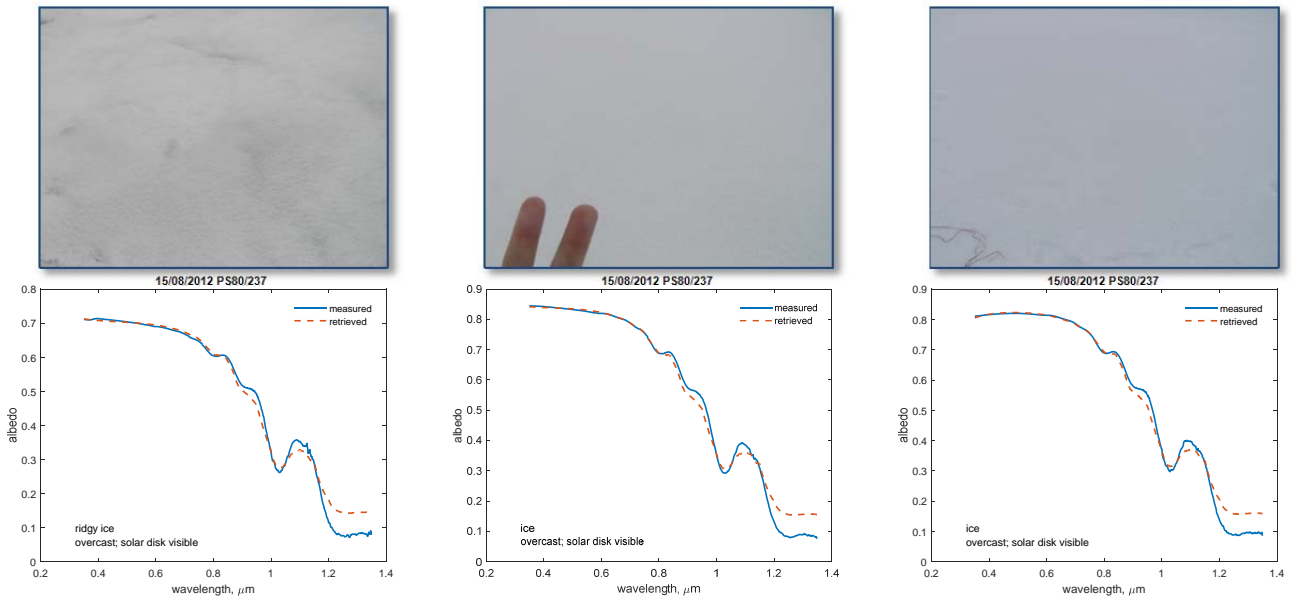 15/08/2012 PS80/237
0.8
0.7
0.6
0.5
0.4
0.3
0.2
0.1
0
albedo
measured
retrieved
ridgy ice
overcast; solar disk visible
0.2 0.4 0.6 0.8 1 1.2 1.4
wavelength, μm
15/08/2012 PS80/237
0.9
0.8
0.7
0.6
0.5
0.4
0.3
0.2
0.1
0
albedo
measured
retrieved
ice
overcast; solar disk visible
0.2 0.4 0.6 0.8 1 1.2 1.4
wavelength, μm
15/08/2012 PS80/237
0.9
0.8
0.7
0.6
0.5
0.4
0.3
0.2
0.1
0
albedo
measured
retrieved
ice
overcast; solar disk visible
0.2 0.4 0.6 0.8 1 1.2 1.4
wavelength, μm